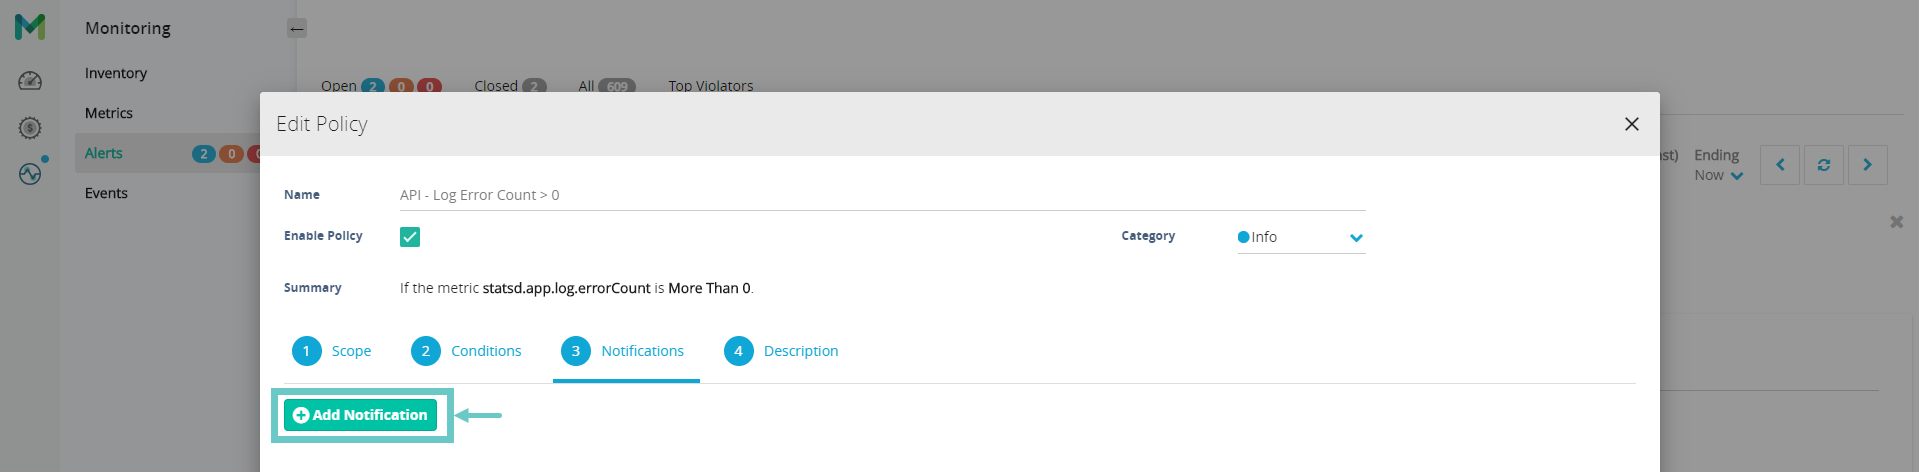 Monitoring
Inventory
Metrics
Alerts 2 0
Events
Open 2 0 0 Closed 2 All 609 Top Violators
Ending
Now
Edit Policy
Name API - Log Error Count > 0
Enable Policy Category Info
Summary If the metric statsd.app.log.errorCount is More Than 0.
1 Scope 2 Conditions 3 Notifications 4 Description
Add Notification